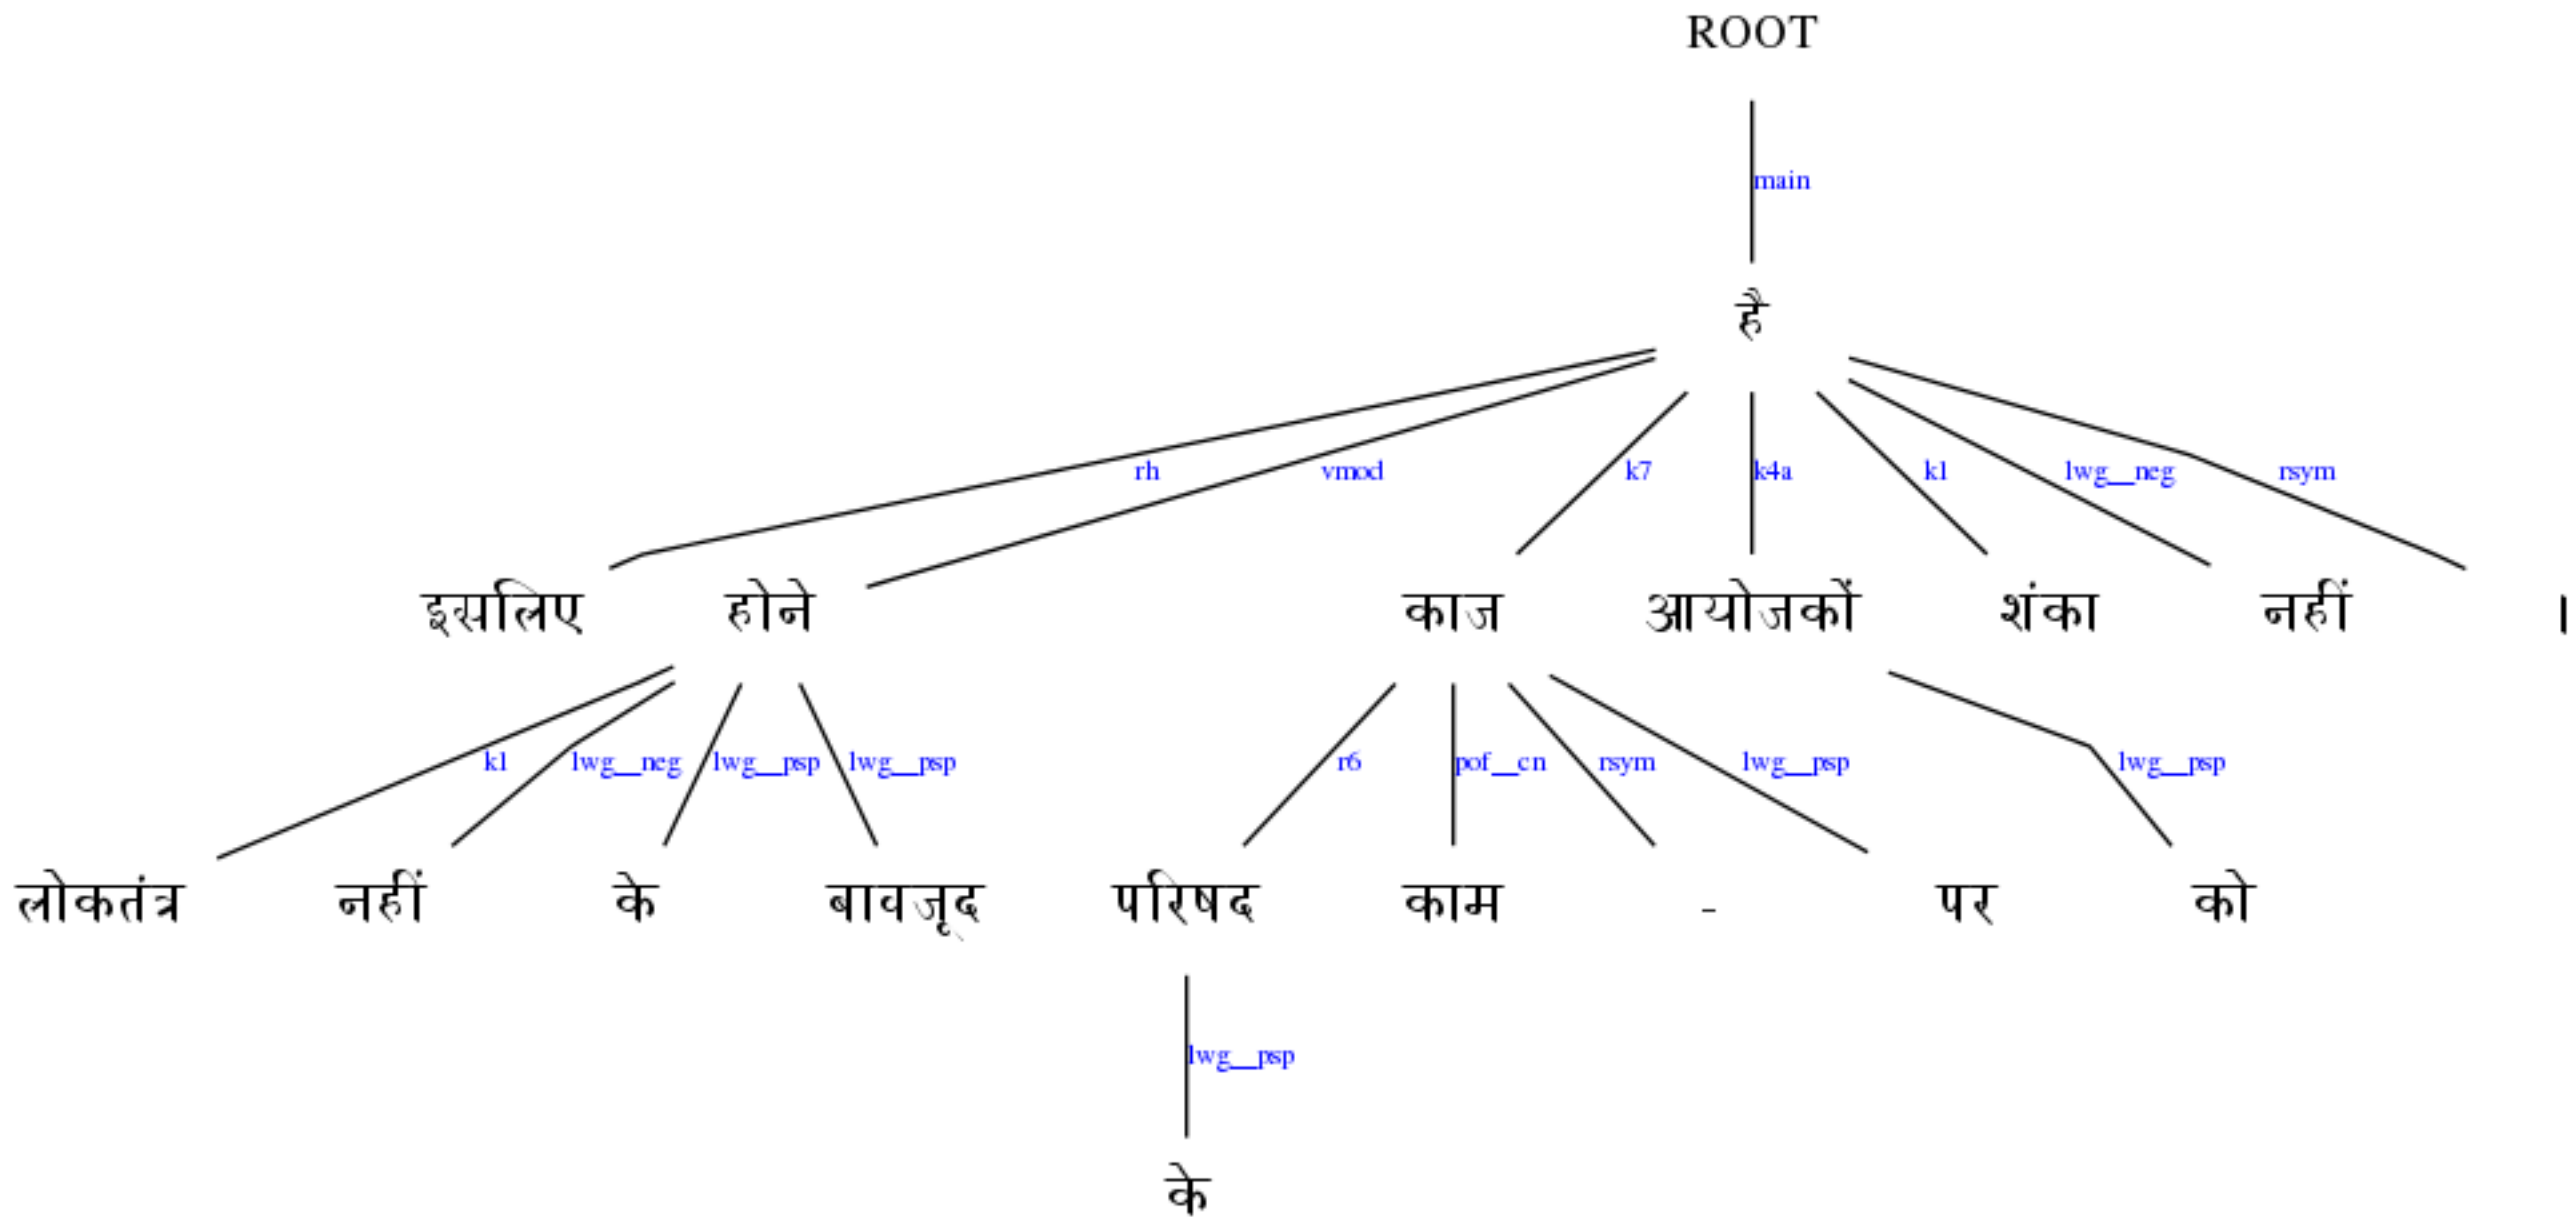 ROOT
main
है
rh vmod k7 k4a k1 lwg__neg rsym
इसलिए होने काज आयोजकों शंका नहीं ।
k1 lwg__neg lwg__psp lwg__psp r6 pof__cn rsym lwg__psp lwg__psp
लोकतंत्र नहीं के बावजूद परिषद काम - पर को
lwg__psp
के